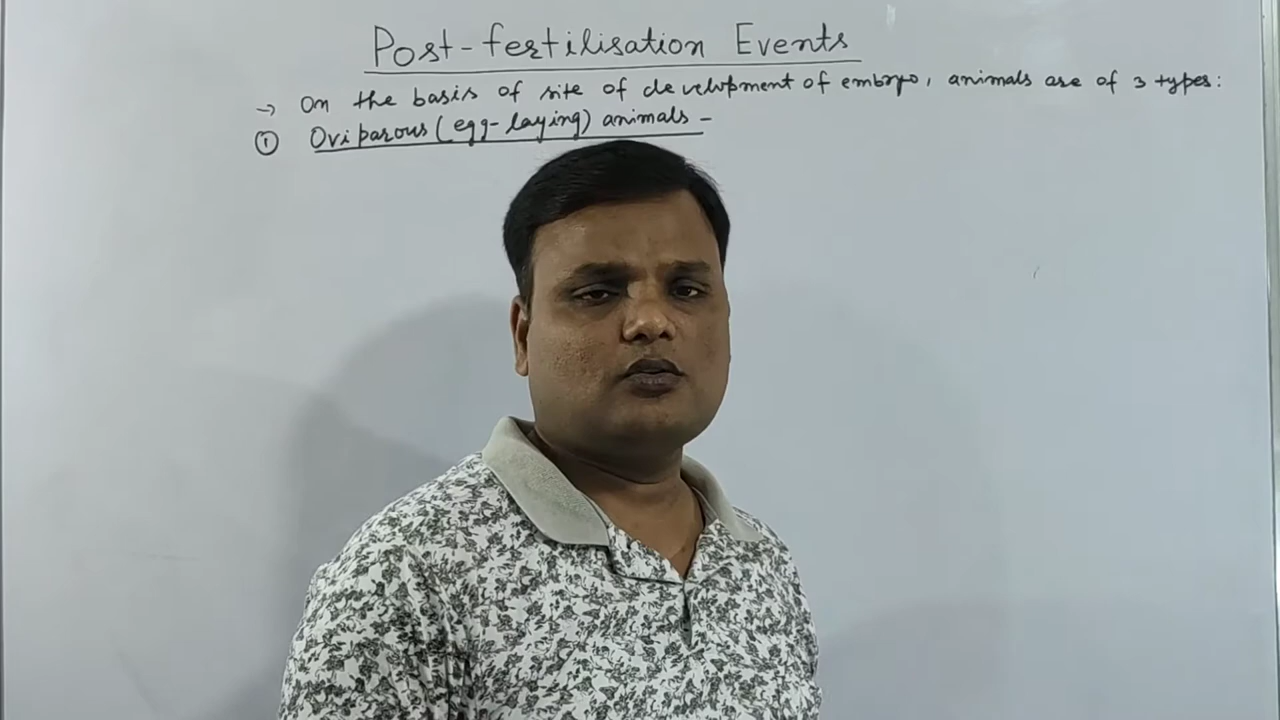 Post-fertilisation Events
→ On the basis of site of development of embryo, animals are of 3 types:
① Oviparous (egg-laying) animals -